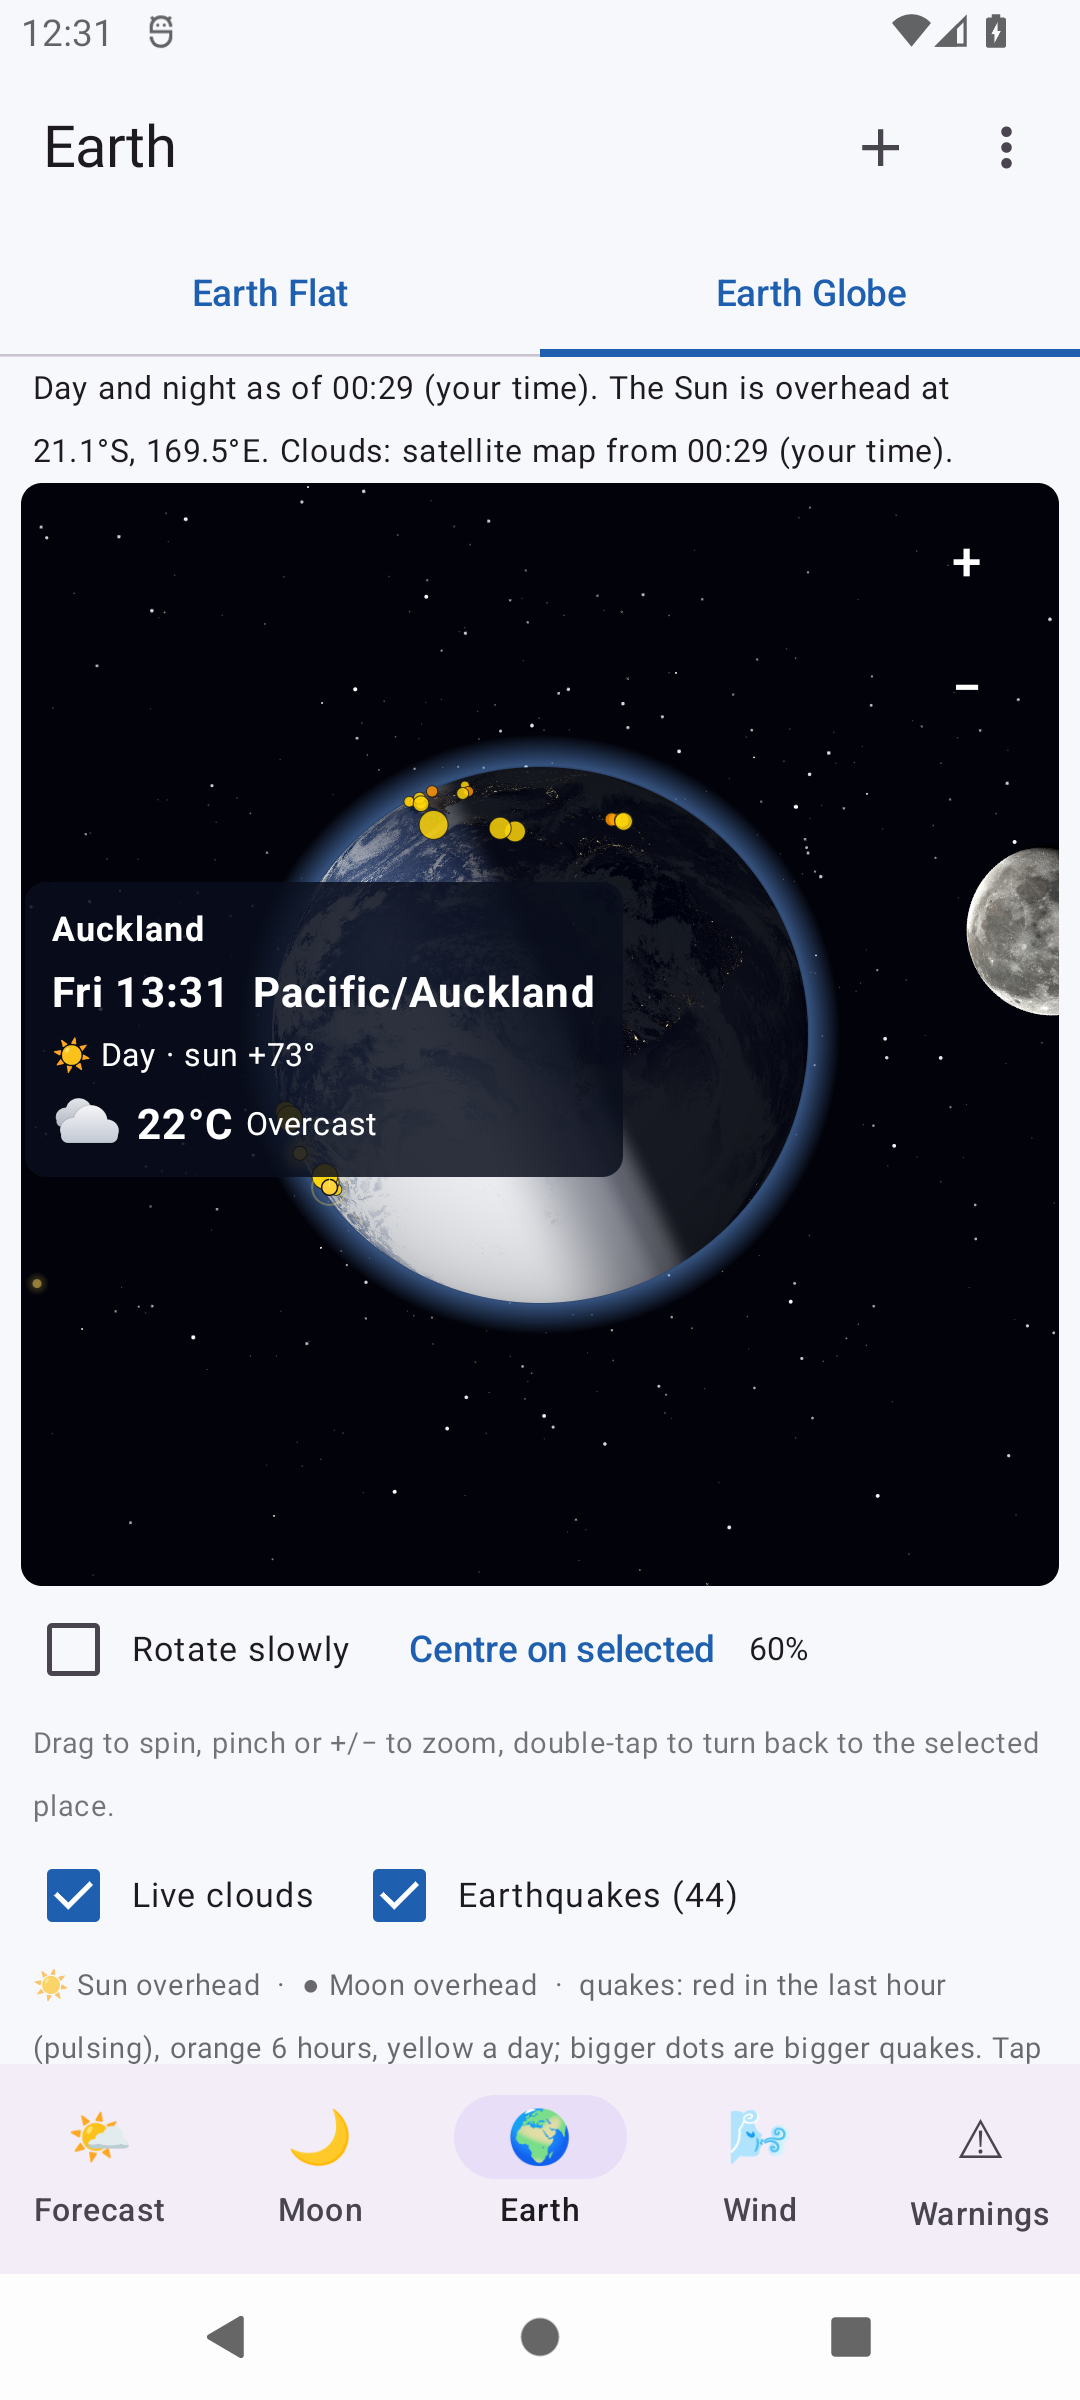 12:31
Earth
Earth Flat
Earth Globe
Day and night as of 00:29 (your time). The Sun is overhead at
21.1°S, 169.5°E. Clouds: satellite map from 00:29 (your time).
+
−
Auckland
Fri 13:31 Pacific/Auckland
Day · sun +73°
22°C Overcast
Rotate slowly
Centre on selected
60%
Drag to spin, pinch or +/− to zoom, double-tap to turn back to the selected
place.
Live clouds
Earthquakes (44)
☀️ Sun overhead · ● Moon overhead · quakes: red in the last hour
(pulsing), orange 6 hours, yellow a day; bigger dots are bigger quakes. Tap
Forecast
Moon
Earth
Wind
Warnings